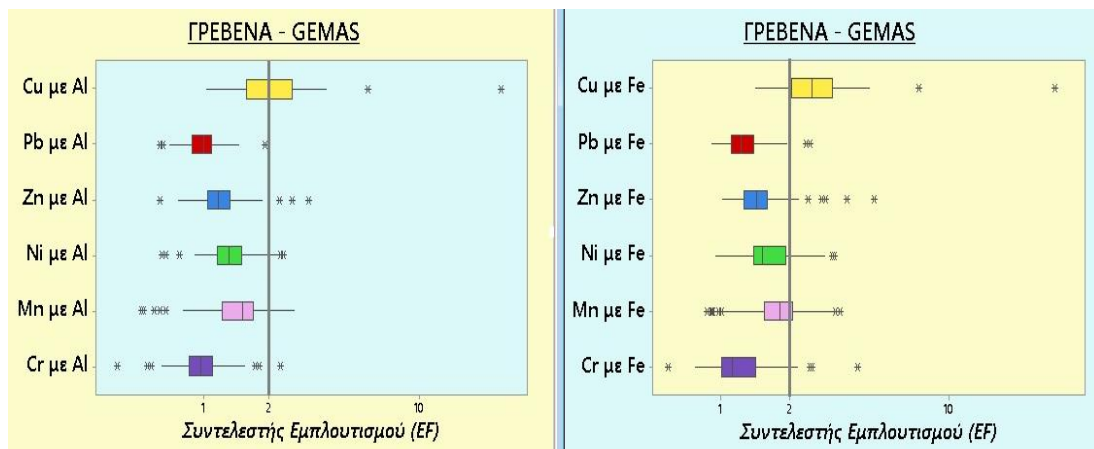 ΓΡΕΒΕΝΑ - GEMAS
Cu με Al
Pb με Al
Zn με Al
Ni με Al
Mn με Al
Cr με Al
1 2 10
Συντελεστής Εμπλουτισμού (EF)
ΓΡΕΒΕΝΑ - GEMAS
Cu με Fe
Pb με Fe
Zn με Fe
Ni με Fe
Mn με Fe
Cr με Fe
1 2 10
Συντελεστής Εμπλουτισμού (EF)